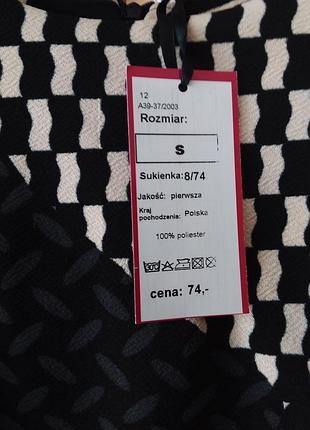 12
A39-37/2003
Rozmiar:
S
Sukienka:8/74
Jakość: pierwsza
Kraj
pochodzenia: Polska
100% poliester
cena: 74,-